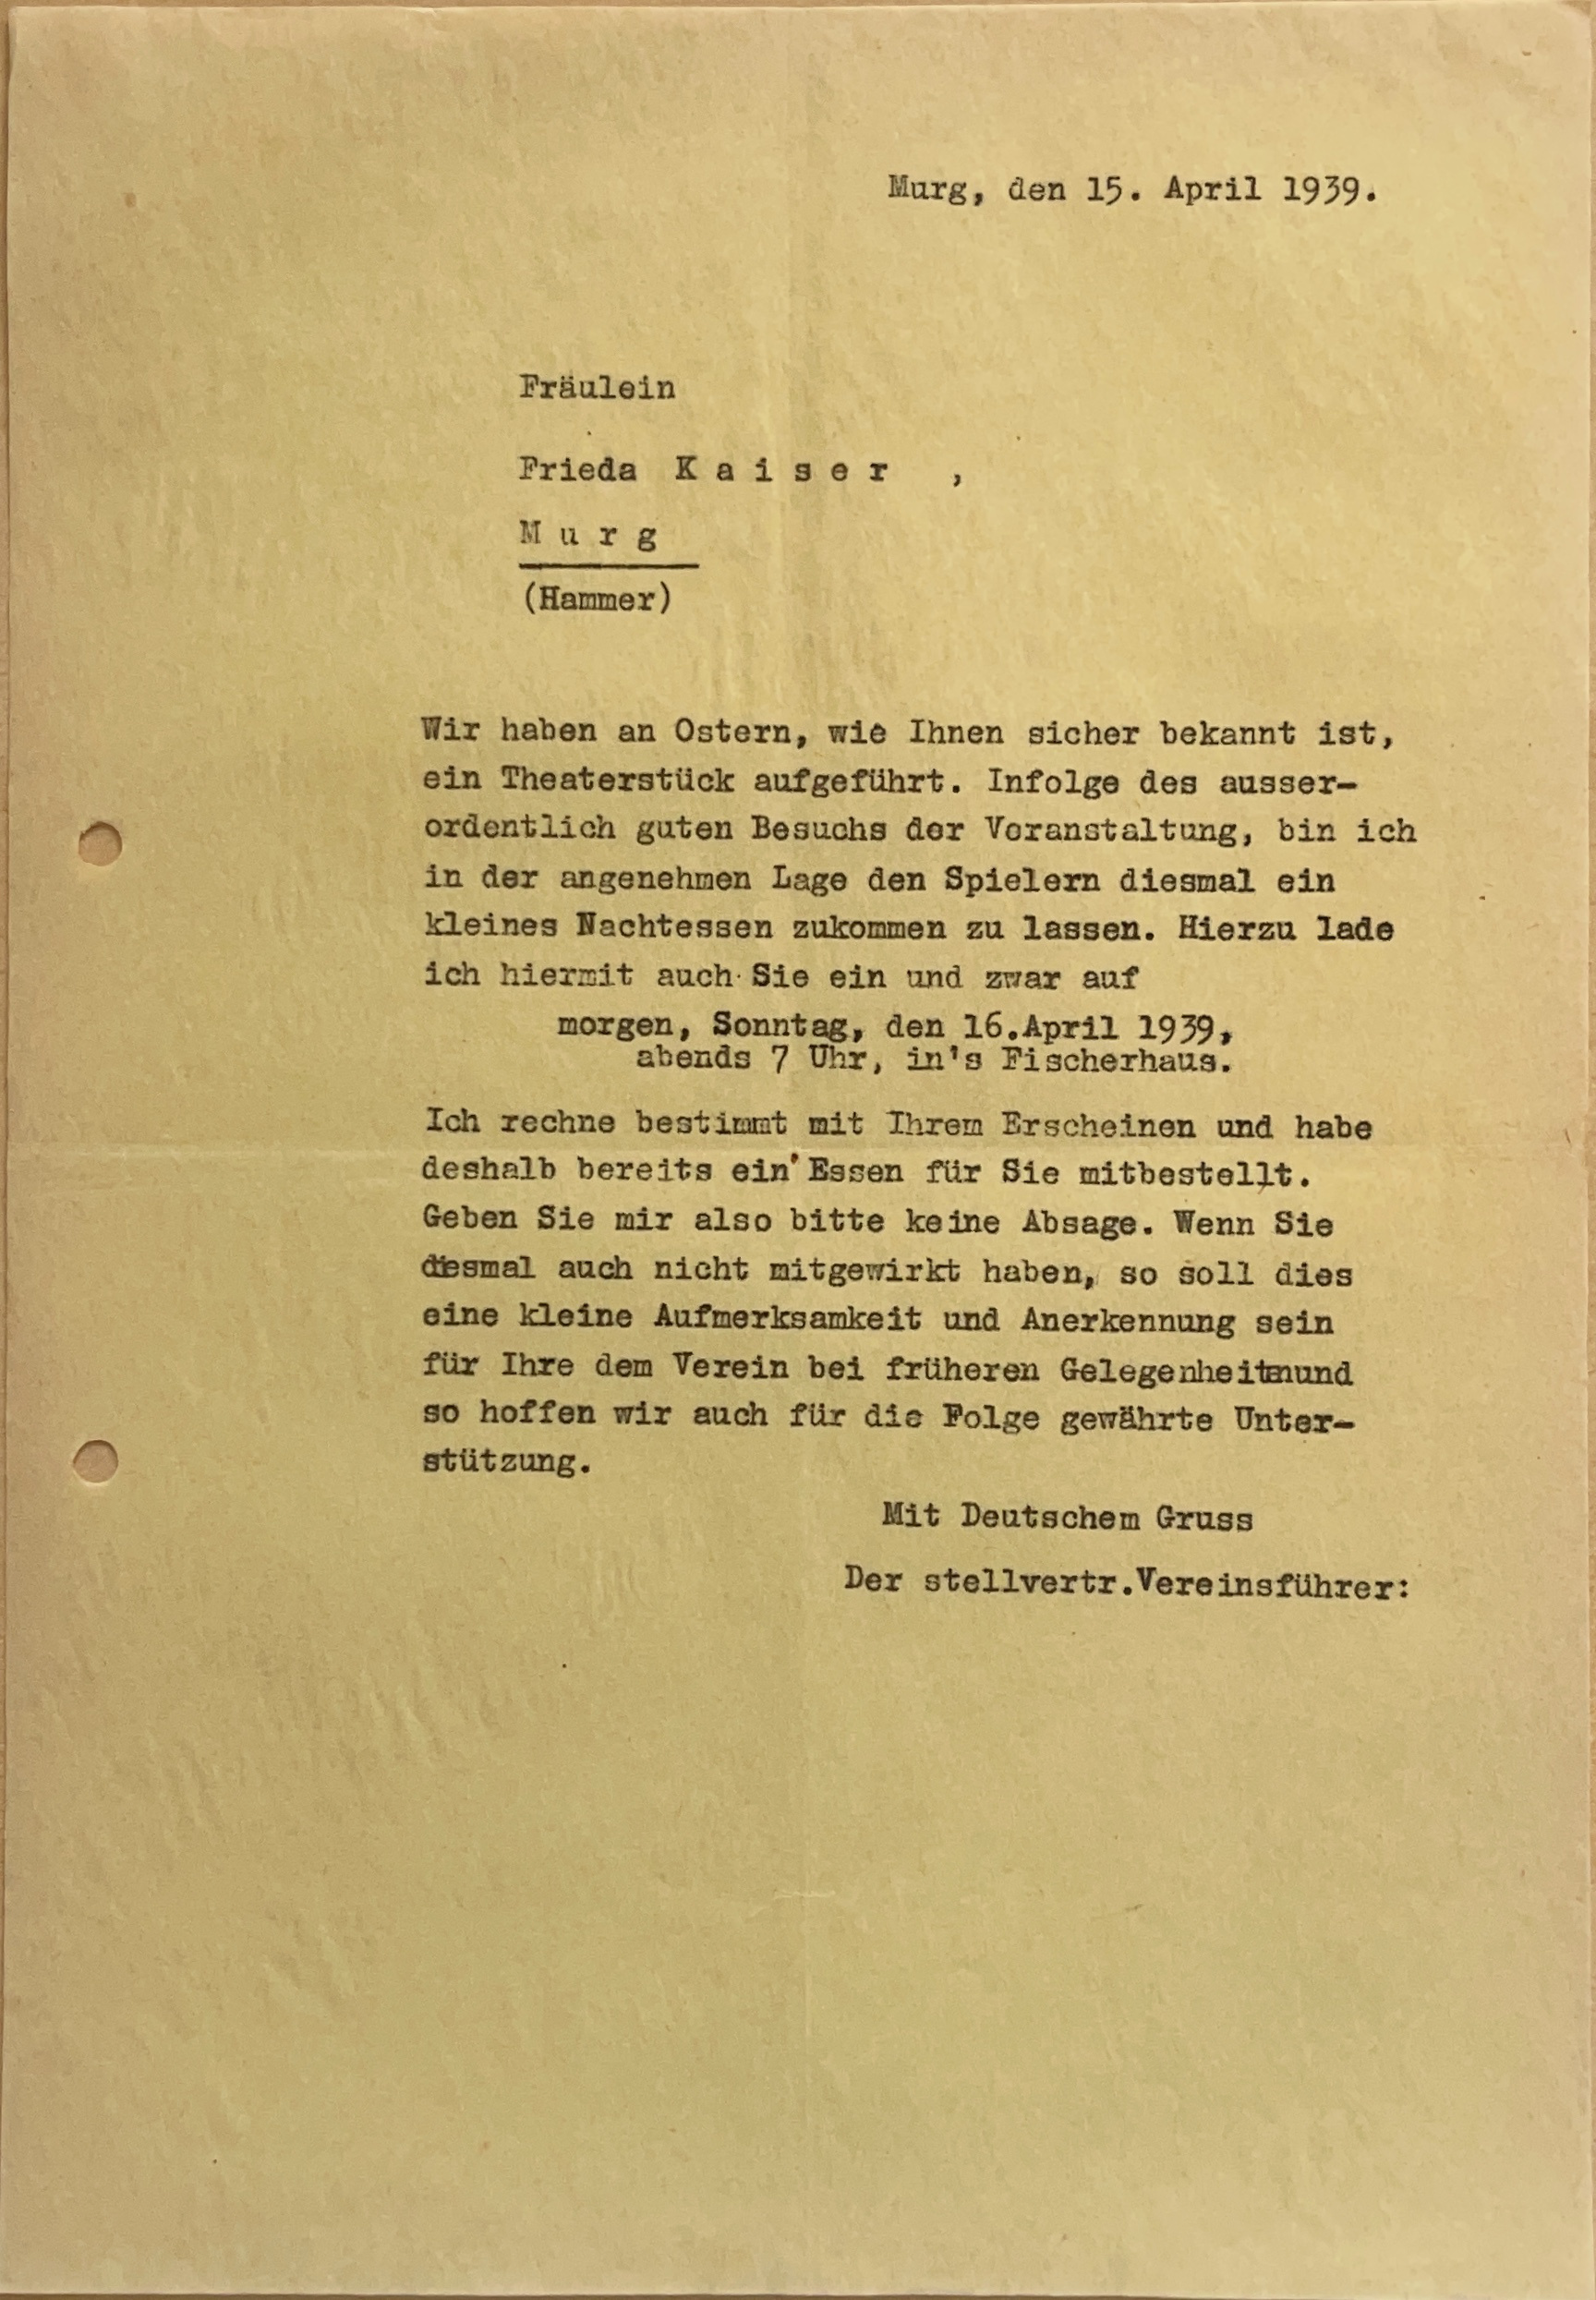 Murg, den 15. April 1939.
Fräulein
Frieda K a i s e r ,
M u r g
(Hammer)
Wir haben an Ostern, wie Ihnen sicher bekannt ist,
ein Theaterstück aufgeführt. Infolge des ausser-
ordentlich guten Besuchs der Veranstaltung, bin ich
in der angenehmen Lage den Spielern diesmal ein
kleines Nachtessen zukommen zu lassen. Hierzu lade
ich hiermit auch Sie ein und zwar auf
morgen, Sonntag, den 16.April 1939,
abends 7 Uhr, in's Fischerhaus.
Ich rechne bestimmt mit Ihrem Erscheinen und habe
deshalb bereits ein Essen für Sie mitbestellt.
Geben Sie mir also bitte keine Absage. Wenn Sie
diesmal auch nicht mitgewirkt haben, so soll dies
eine kleine Aufmerksamkeit und Anerkennung sein
für Ihre dem Verein bei früheren Gelegenheitenund
so hoffen wir auch für die Folge gewährte Unter-
stützung.
Mit Deutschem Gruss
Der stellvertr.Vereinsführer: